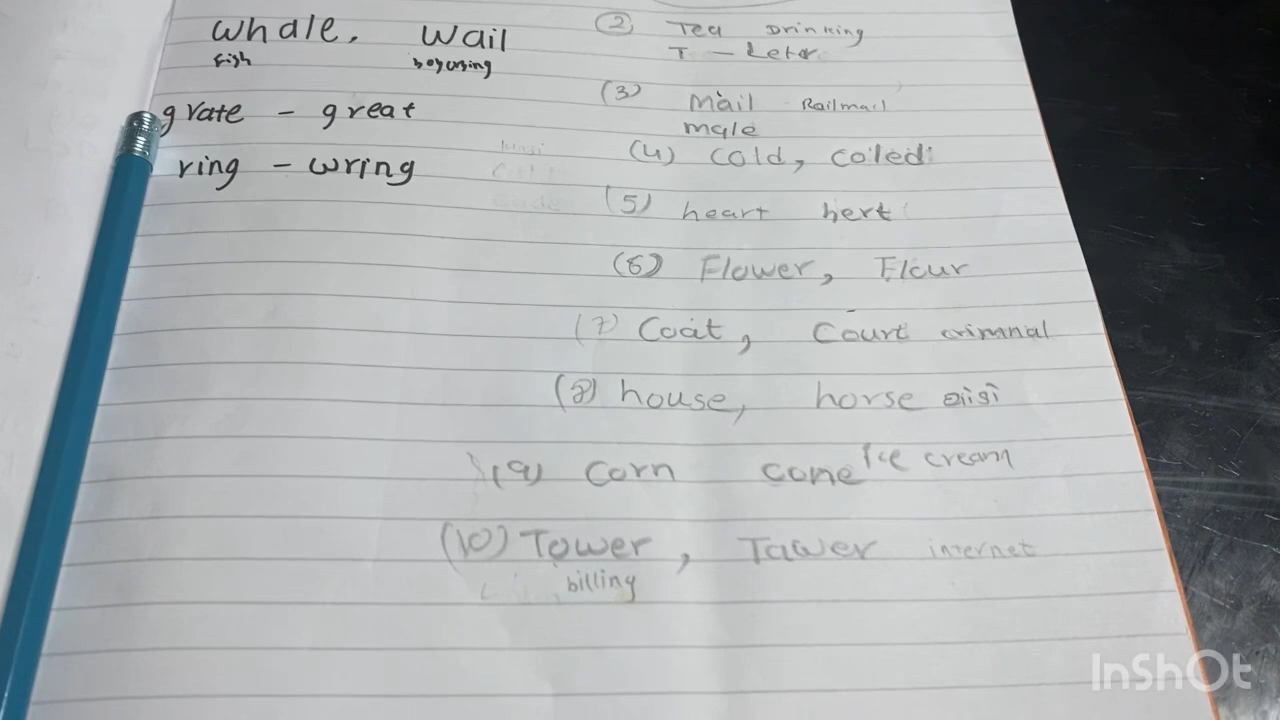 whale, wail
fish
grate - great
ring - wring
(2) Tea Drinking
T - Leter
(3) mail Railmail
male
(4) cold, coled
(5) heart hert
(6) Flower, Flour
(7) Coat, Court criminal
(8) house, horse
(9) corn cone Ice cream
(10) Tower, Tawer internet
billing
InShOt